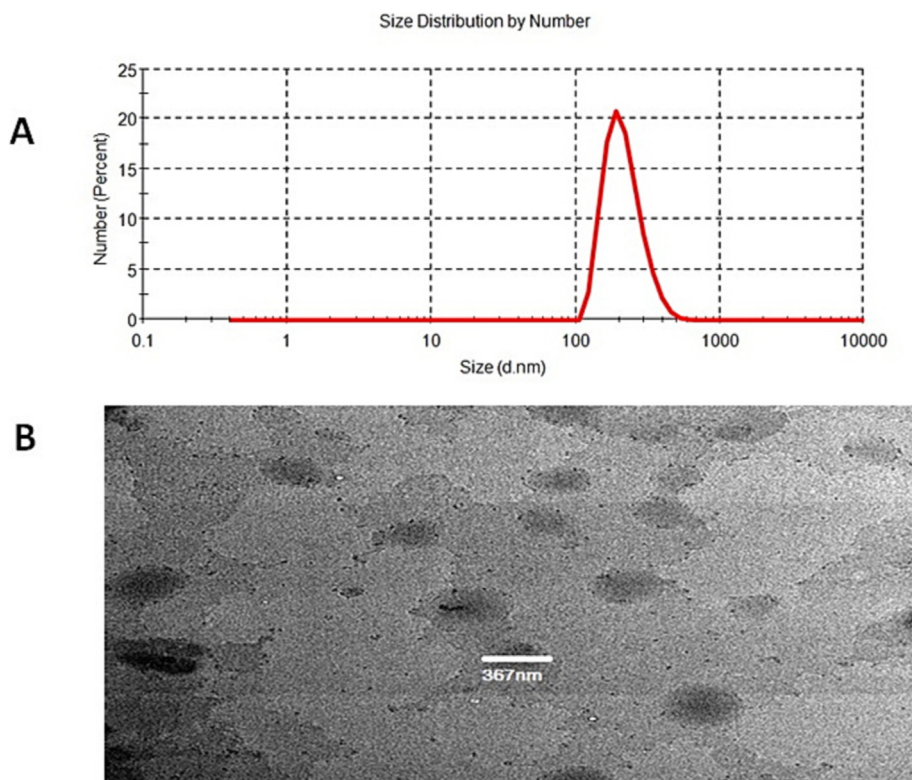 Size Distribution by Number
A
Number (Percent)
25
20
15
10
5
0
0.1 1 10 100 1000 10000
Size (d.nm)
B
367nm